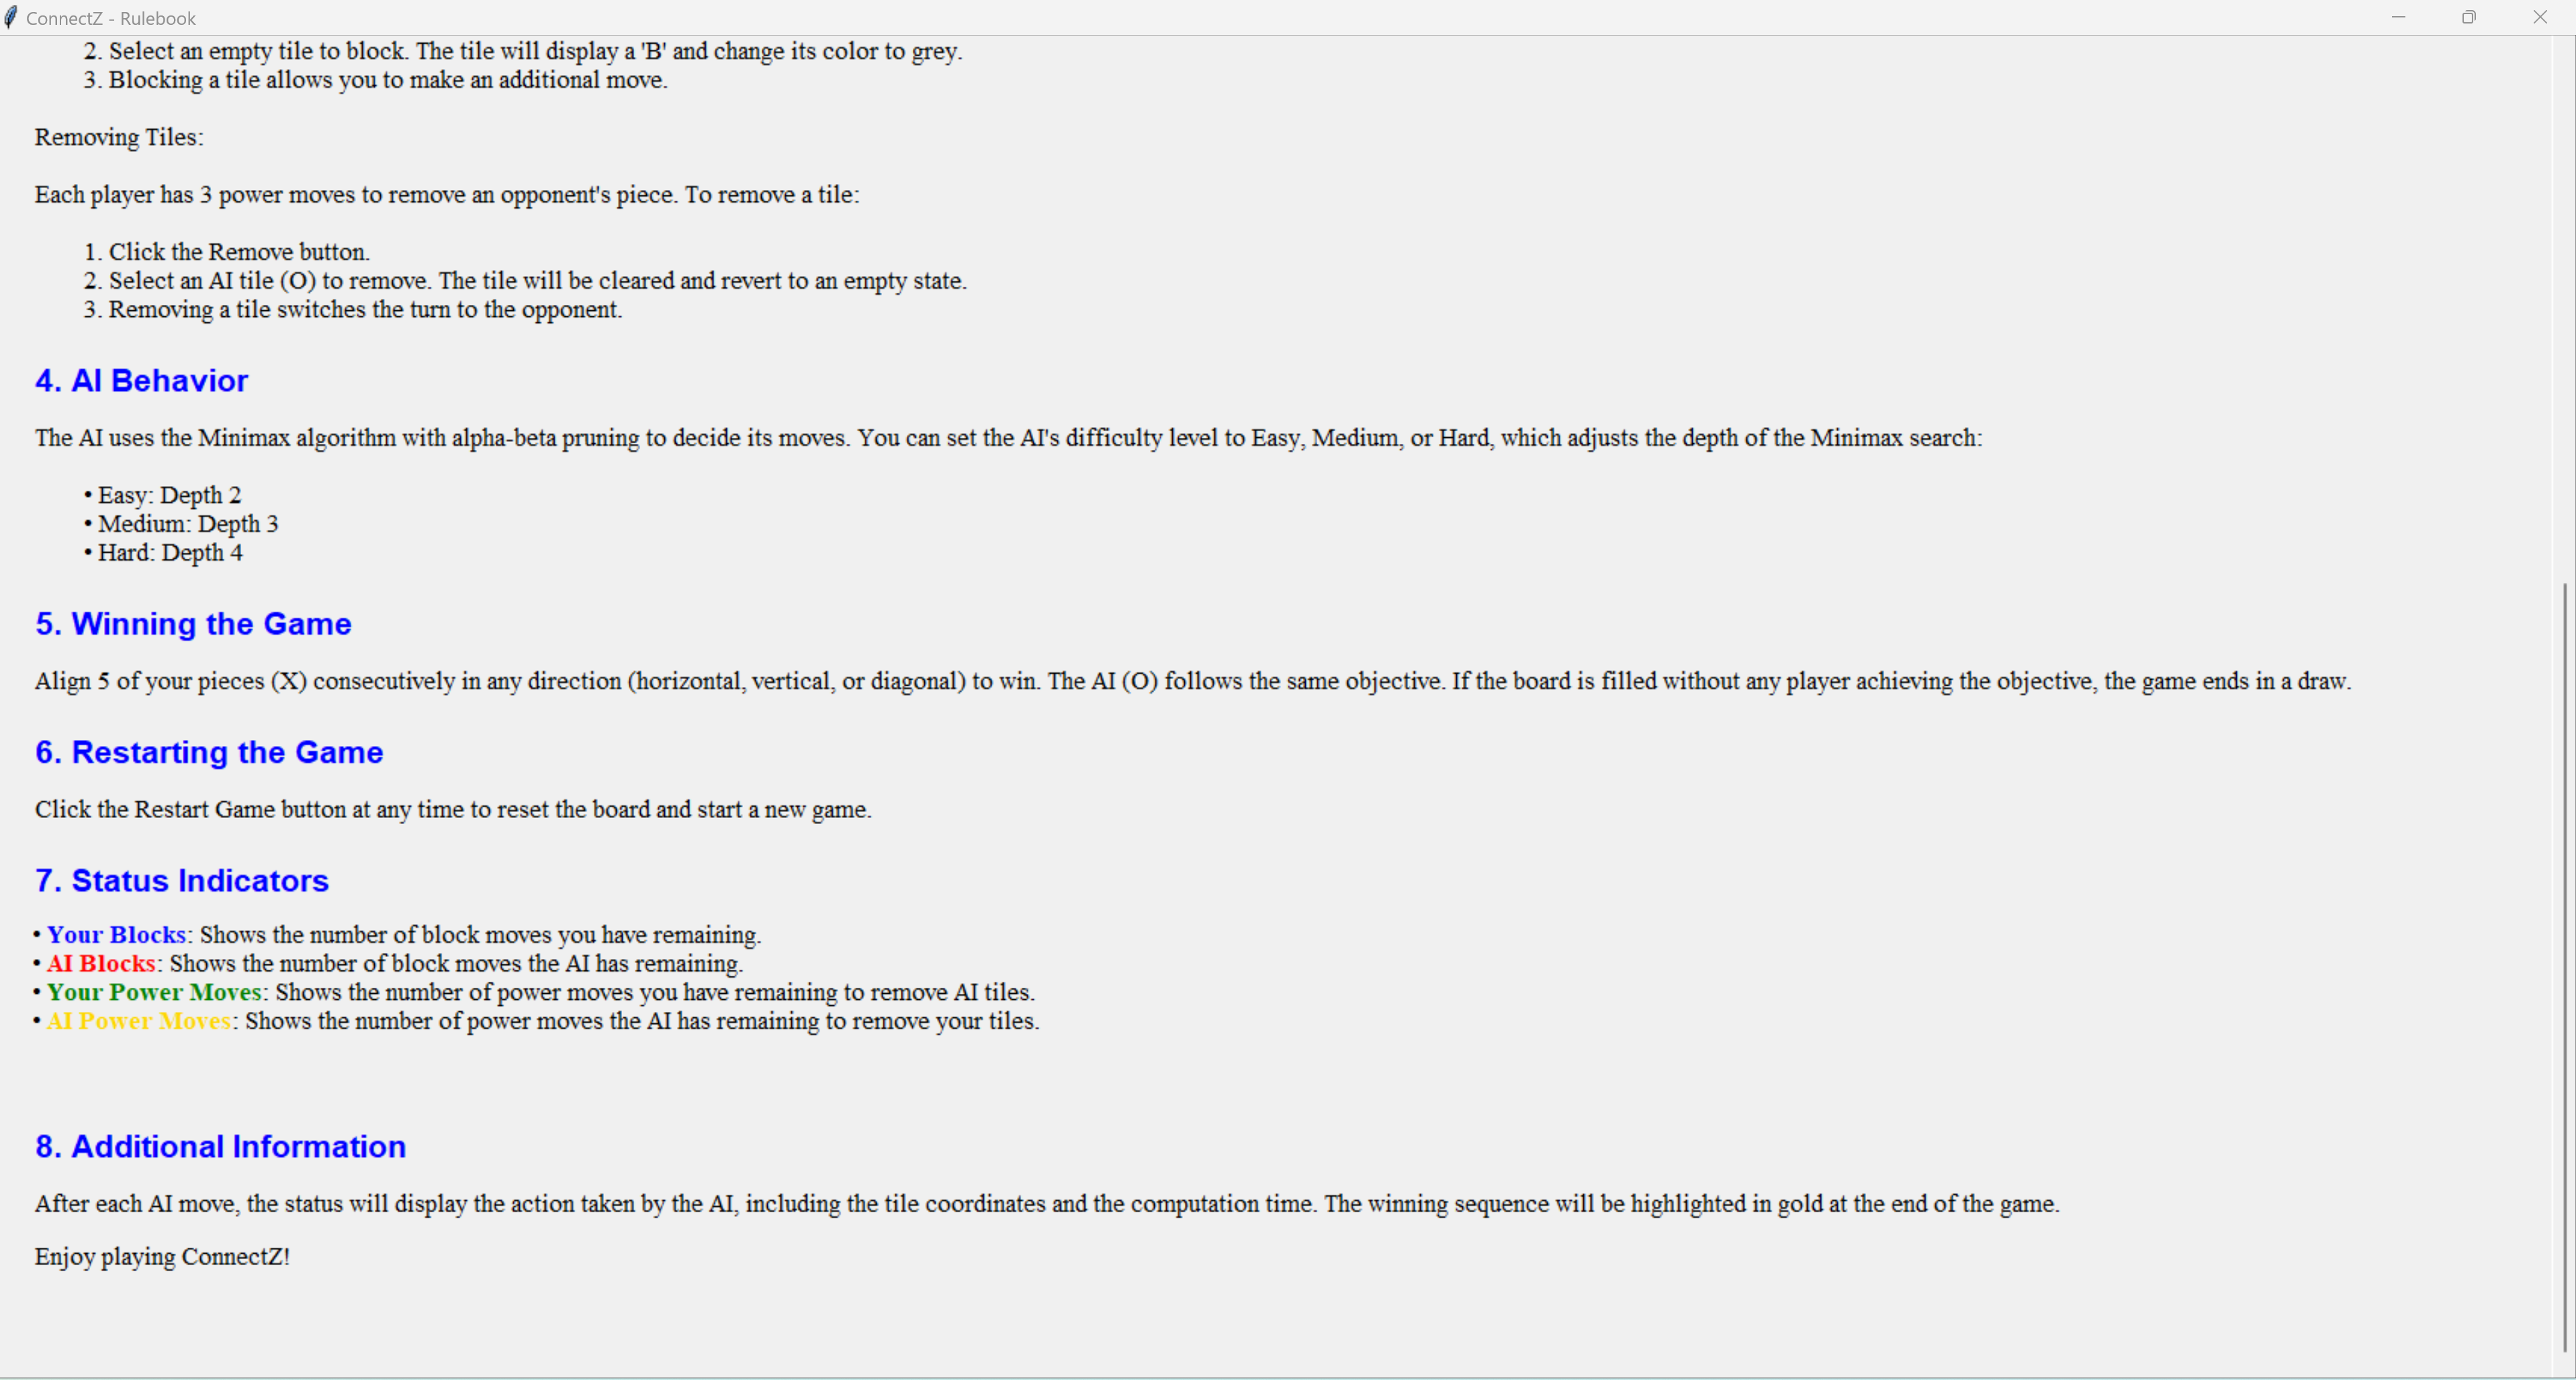 ConnectZ - Rulebook
2. Select an empty tile to block. The tile will display a 'B' and change its color to grey.
3. Blocking a tile allows you to make an additional move.
Removing Tiles:
Each player has 3 power moves to remove an opponent's piece. To remove a tile:
1. Click the Remove button.
2. Select an AI tile (O) to remove. The tile will be cleared and revert to an empty state.
3. Removing a tile switches the turn to the opponent.
4. AI Behavior
The AI uses the Minimax algorithm with alpha-beta pruning to decide its moves. You can set the AI's difficulty level to Easy, Medium, or Hard, which adjusts the depth of the Minimax search:
• Easy: Depth 2
• Medium: Depth 3
• Hard: Depth 4
5. Winning the Game
Align 5 of your pieces (X) consecutively in any direction (horizontal, vertical, or diagonal) to win. The AI (O) follows the same objective. If the board is filled without any player achieving the objective, the game ends in a draw.
6. Restarting the Game
Click the Restart Game button at any time to reset the board and start a new game.
7. Status Indicators
• Your Blocks: Shows the number of block moves you have remaining.
• AI Blocks: Shows the number of block moves the AI has remaining.
• Your Power Moves: Shows the number of power moves you have remaining to remove AI tiles.
• AI Power Moves: Shows the number of power moves the AI has remaining to remove your tiles.
8. Additional Information
After each AI move, the status will display the action taken by the AI, including the tile coordinates and the computation time. The winning sequence will be highlighted in gold at the end of the game.
Enjoy playing ConnectZ!